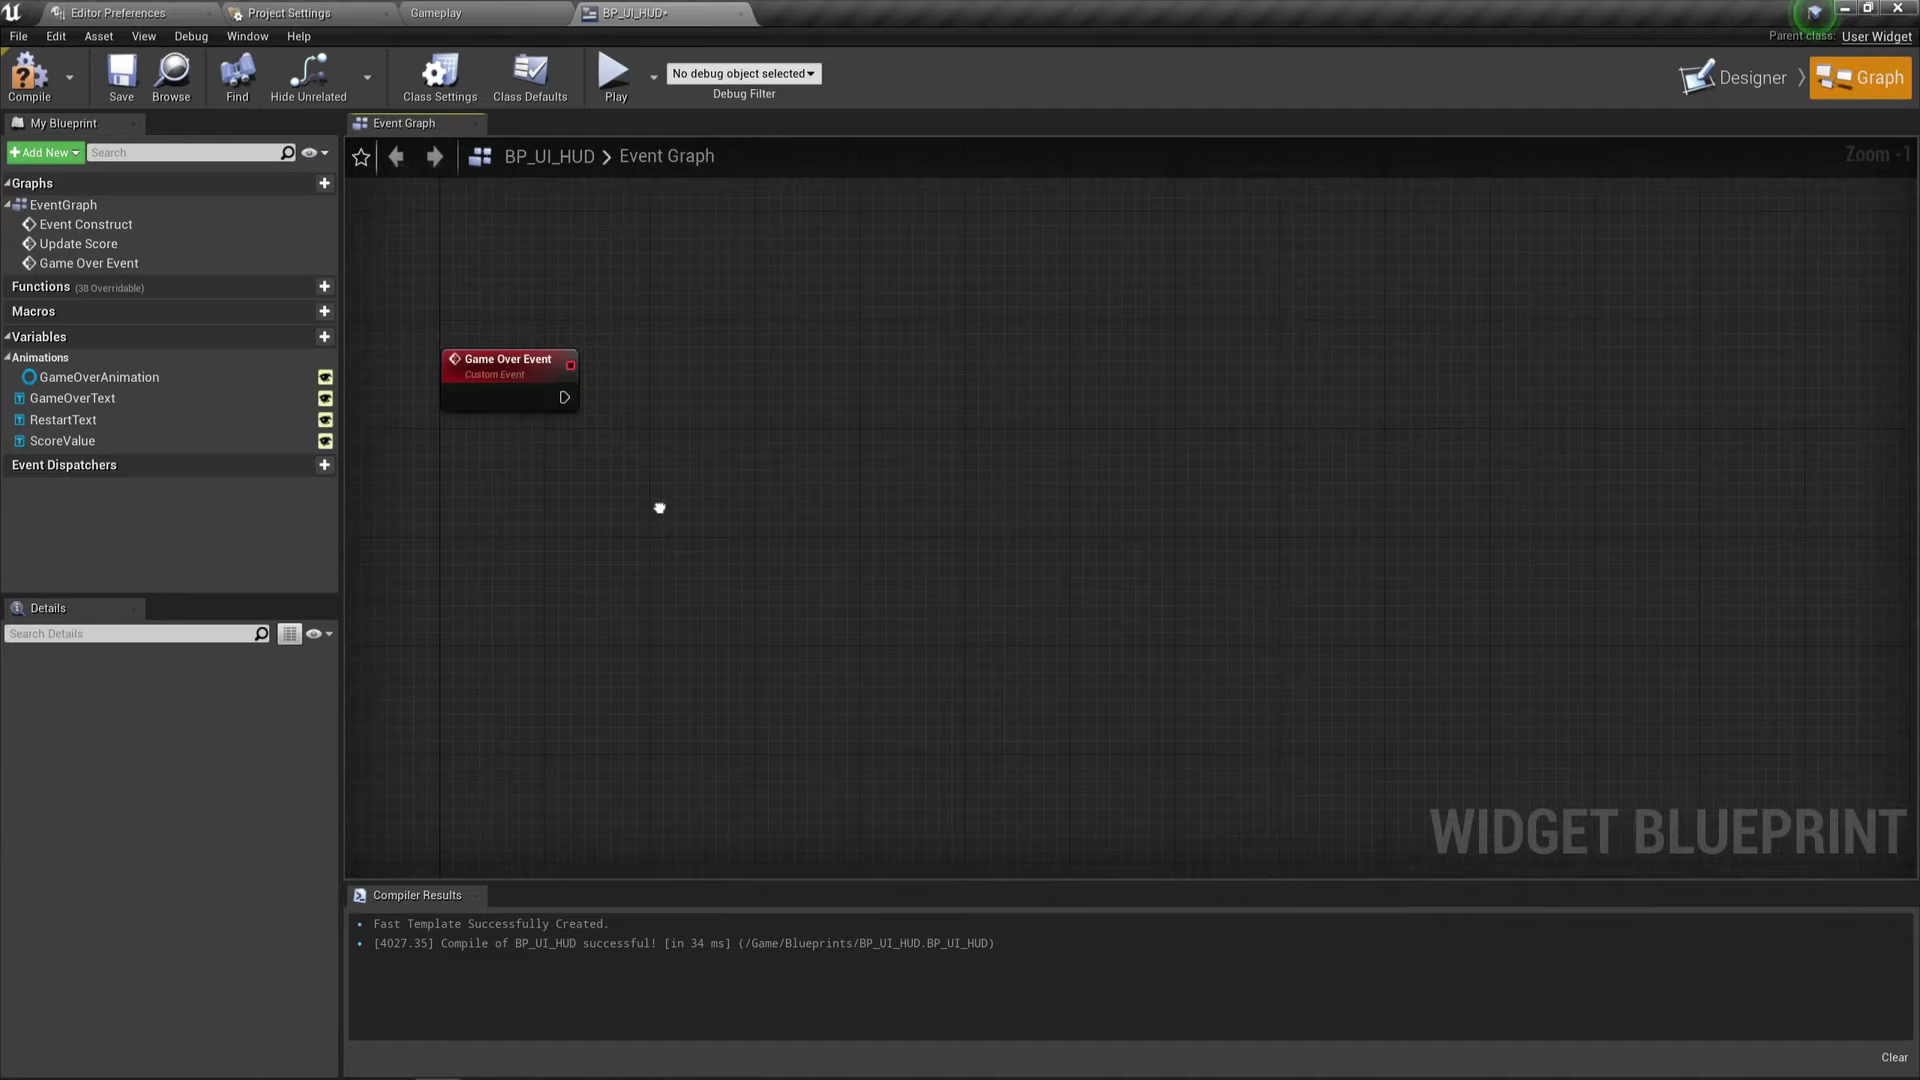 Editor Preferences
Project Settings
Gameplay
BP_UI_HUD*
File Edit Asset View Debug Window Help
Parent class: User Widget
Compile
Save
Browse
Find
Hide Unrelated
Class Settings
Class Defaults
Play
No debug object selected
Debug Filter
Designer
Graph
My Blueprint
Event Graph
Add New
Search
BP_UI_HUD > Event Graph
Zoom -1
Graphs
EventGraph
Event Construct
Update Score
Game Over Event
Functions (38 Overridable)
Macros
Variables
Animations
GameOverAnimation
GameOverText
RestartText
ScoreValue
Event Dispatchers
Game Over Event
Custom Event
Details
Search Details
WIDGET BLUEPRINT
Compiler Results
Fast Template Successfully Created.
[4027.35] Compile of BP_UI_HUD successful! [in 34 ms] (/Game/Blueprints/BP_UI_HUD.BP_UI_HUD)
Clear